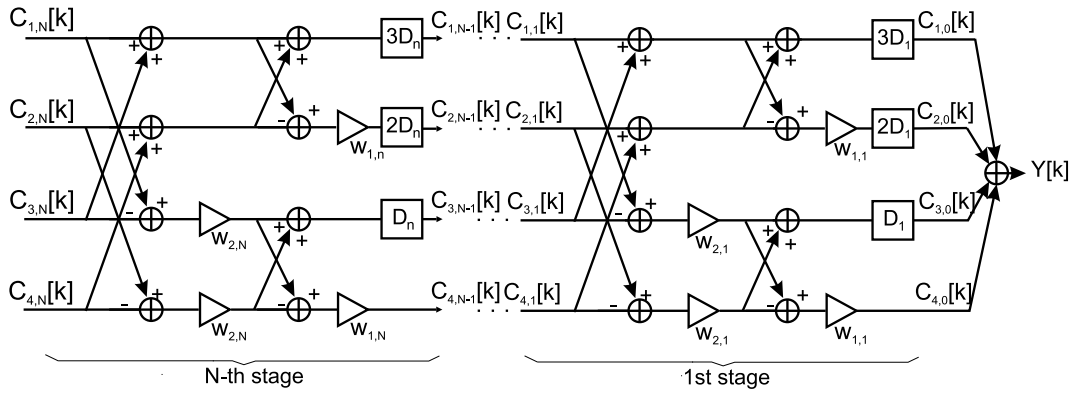 C₁,N[k] + + + + 3Dₙ C₁,N-1[k] · · · · C₁,1[k] + + + + 3D₁ C₁,0[k]
C₂,N[k] + + - + w₁,n 2Dₙ C₂,N-1[k] · · · · C₂,1[k] + + - + w₁,1 2D₁ C₂,0[k]
Y[k]
C₃,N[k] - + w₂,N + + Dₙ C₃,N-1[k] · · · · C₃,1[k] - + w₂,1 + + D₁ C₃,0[k]
C₄,N[k] - + w₂,N - + w₁,N C₄,N-1[k] · · · · C₄,1[k] - + w₂,1 - + w₁,1 C₄,0[k]
N-th stage 1st stage